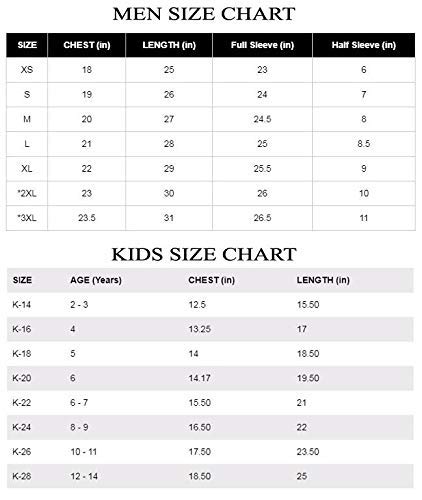 MEN SIZE CHART
SIZE CHEST (in) LENGTH (in) Full Sleeve (in) Half Sleeve (in)
XS 18 25 23 6
S 19 26 24 7
M 20 27 24.5 8
L 21 28 25 8.5
XL 22 29 25.5 9
*2XL 23 30 26 10
*3XL 23.5 31 26.5 11
KIDS SIZE CHART
SIZE AGE (Years) CHEST (in) LENGTH (in)
K-14 2 - 3 12.5 15.50
K-16 4 13.25 17
K-18 5 14 18.50
K-20 6 14.17 19.50
K-22 6 - 7 15.50 21
K-24 8 - 9 16.50 22
K-26 10 - 11 17.50 23.50
K-28 12 - 14 18.50 25